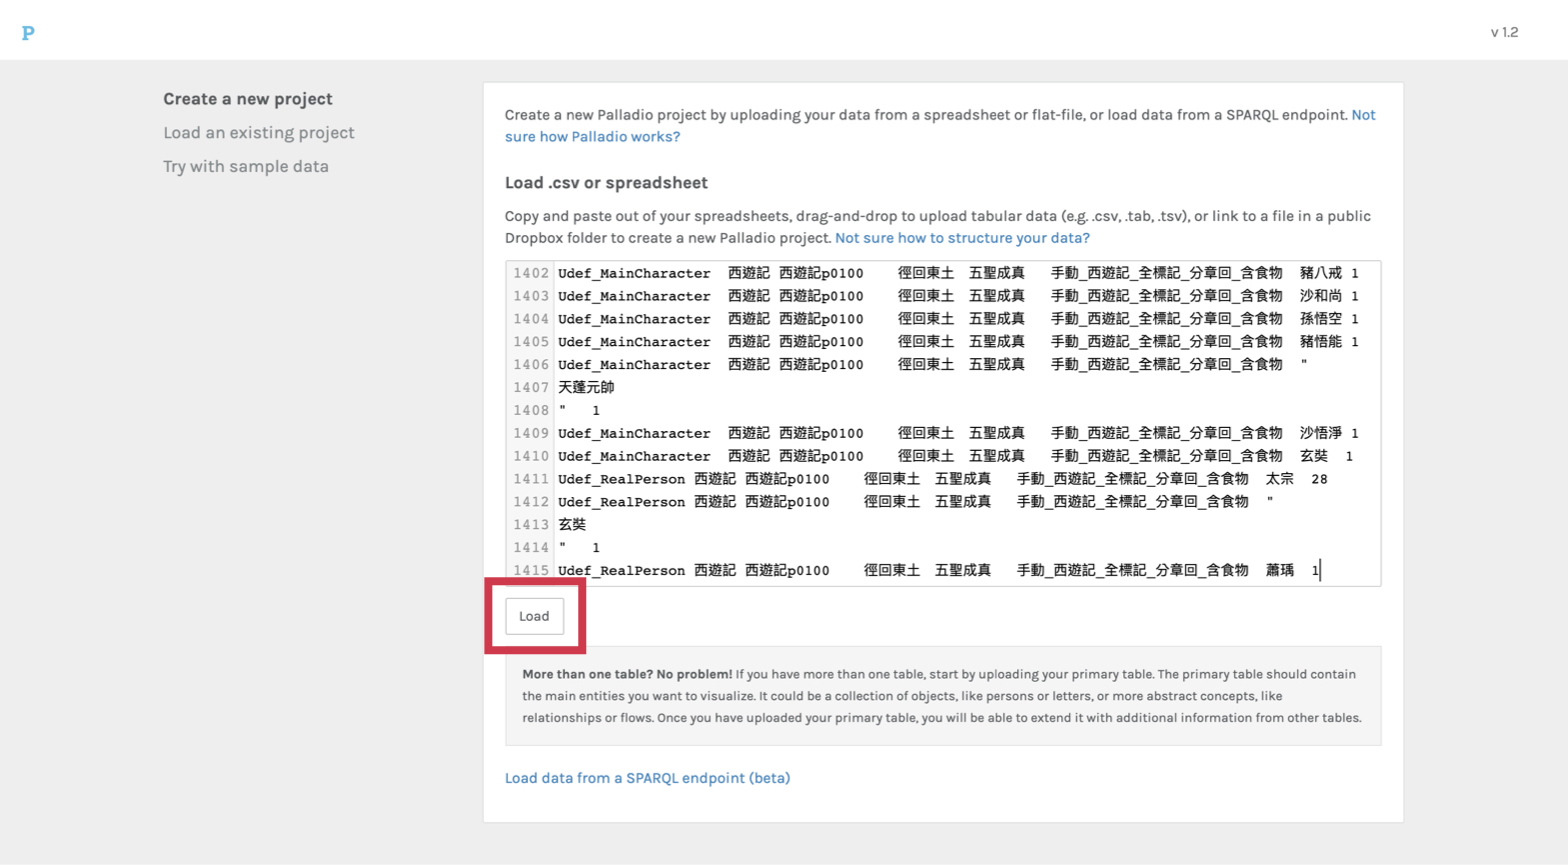 P
v 1.2
Create a new project
Load an existing project
Try with sample data
Create a new Palladio project by uploading your data from a spreadsheet or flat-file, or load data from a SPARQL endpoint. Not
sure how Palladio works?
Load .csv or spreadsheet
Copy and paste out of your spreadsheets, drag-and-drop to upload tabular data (e.g. .csv, .tab, .tsv), or link to a file in a public
Dropbox folder to create a new Palladio project. Not sure how to structure your data?
1402 Udef_MainCharacter 西遊記 西遊記p0100 徑回東土 五聖成真 手動_西遊記_全標記_分章回_含食物 豬八戒 1
1403 Udef_MainCharacter 西遊記 西遊記p0100 徑回東土 五聖成真 手動_西遊記_全標記_分章回_含食物 沙和尚 1
1404 Udef_MainCharacter 西遊記 西遊記p0100 徑回東土 五聖成真 手動_西遊記_全標記_分章回_含食物 孫悟空 1
1405 Udef_MainCharacter 西遊記 西遊記p0100 徑回東土 五聖成真 手動_西遊記_全標記_分章回_含食物 豬悟能 1
1406 Udef_MainCharacter 西遊記 西遊記p0100 徑回東土 五聖成真 手動_西遊記_全標記_分章回_含食物 "
1407 天蓬元帥
1408 " 1
1409 Udef_MainCharacter 西遊記 西遊記p0100 徑回東土 五聖成真 手動_西遊記_全標記_分章回_含食物 沙悟淨 1
1410 Udef_MainCharacter 西遊記 西遊記p0100 徑回東土 五聖成真 手動_西遊記_全標記_分章回_含食物 玄奘 1
1411 Udef_RealPerson 西遊記 西遊記p0100 徑回東土 五聖成真 手動_西遊記_全標記_分章回_含食物 太宗 28
1412 Udef_RealPerson 西遊記 西遊記p0100 徑回東土 五聖成真 手動_西遊記_全標記_分章回_含食物 "
1413 玄奘
1414 " 1
1415 Udef_RealPerson 西遊記 西遊記p0100 徑回東土 五聖成真 手動_西遊記_全標記_分章回_含食物 蕭瑀 1
Load
More than one table? No problem! If you have more than one table, start by uploading your primary table. The primary table should contain
the main entities you want to visualize. It could be a collection of objects, like persons or letters, or more abstract concepts, like
relationships or flows. Once you have uploaded your primary table, you will be able to extend it with additional information from other tables.
Load data from a SPARQL endpoint (beta)